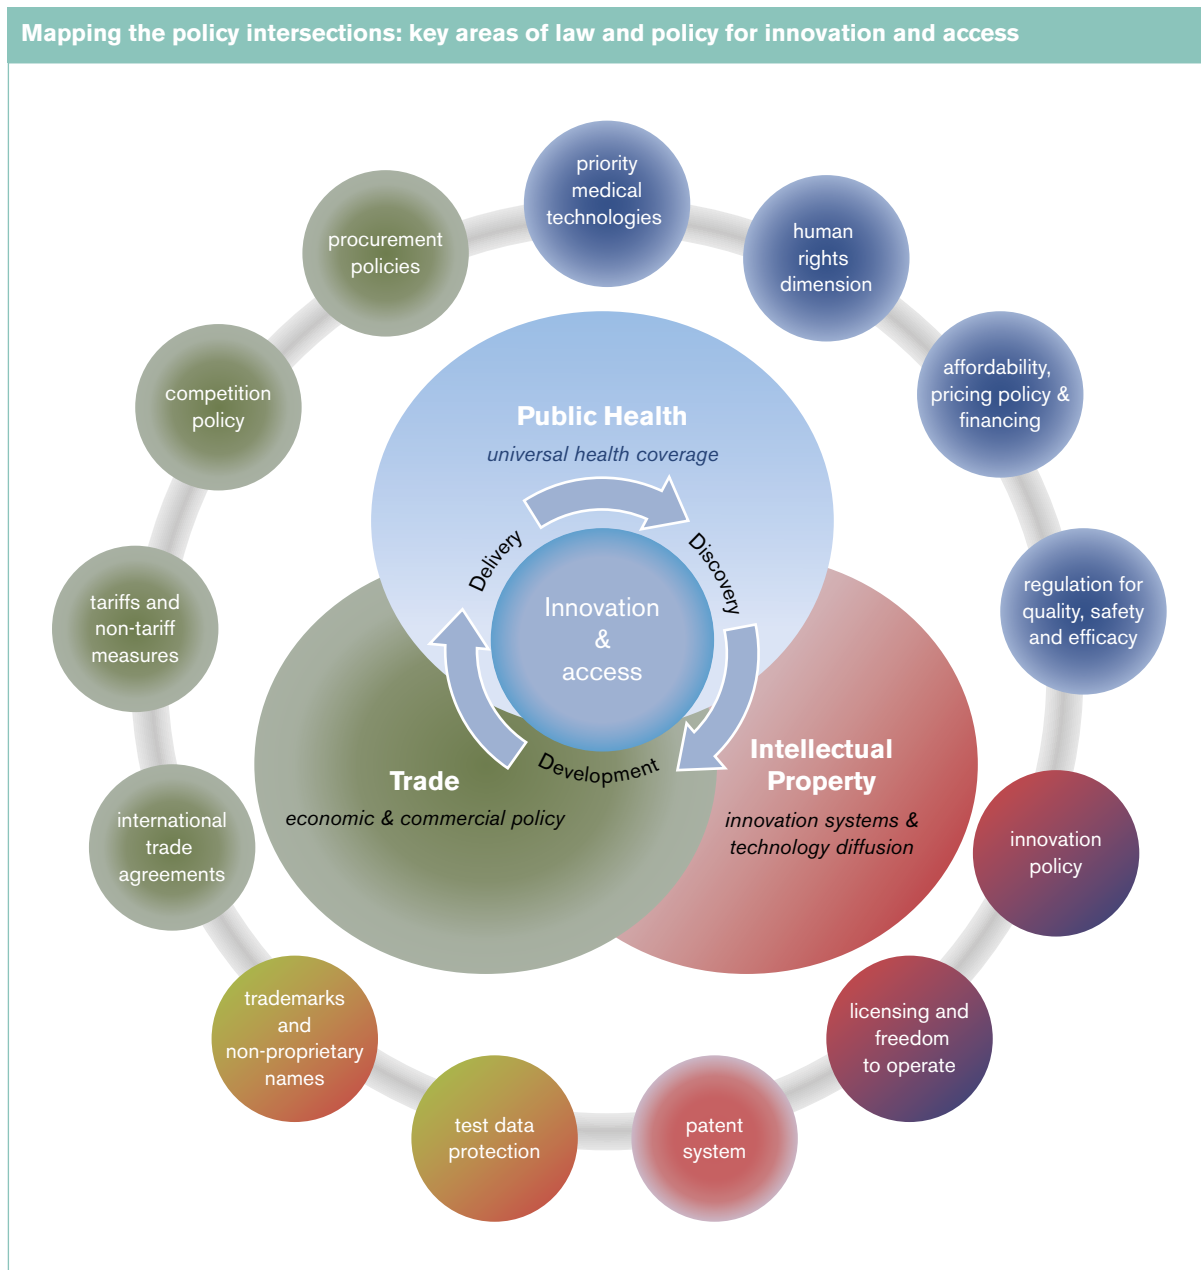 Mapping the policy intersections: key areas of law and policy for innovation and access
priority
medical
technologies
human
rights
dimension
affordability,
pricing policy &
financing
regulation for
quality, safety
and efficacy
innovation
policy
licensing and
freedom
to operate
patent
system
test data
protection
trademarks
and
non-proprietary
names
international
trade
agreements
tariffs and
non-tariff
measures
competition
policy
procurement
policies
Public Health
universal health coverage
Delivery
Discovery
Development
Innovation
&
access
Trade
economic & commercial policy
Intellectual
Property
innovation systems &
technology diffusion